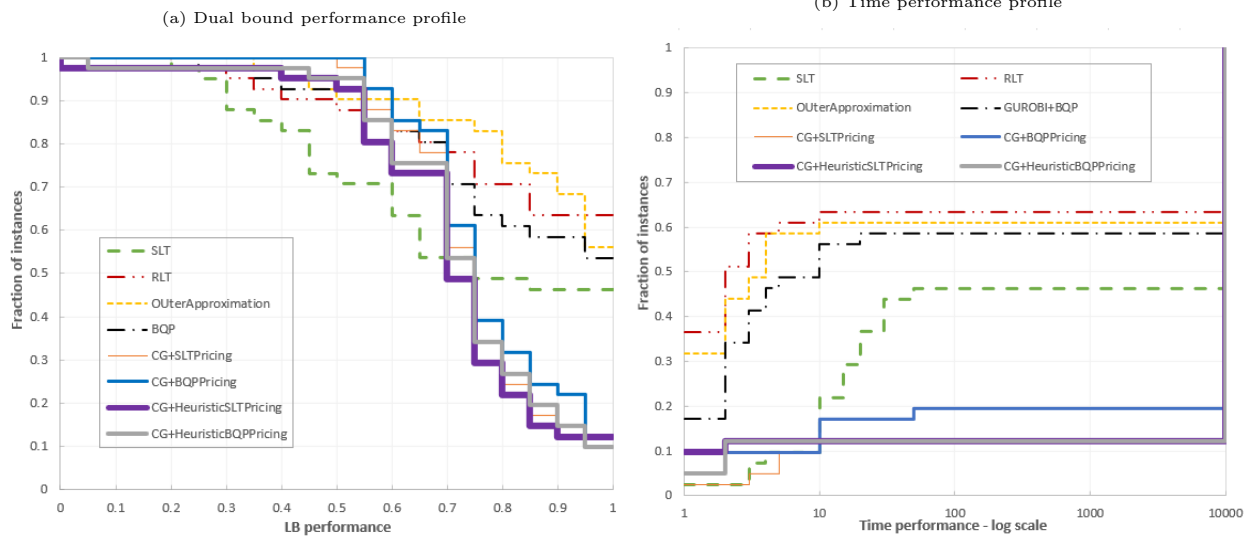 (a) Dual bound performance profile
1
0.9
0.8
0.7
0.6
0.5
0.4
0.3
0.2
0.1
0
Fraction of instances
SLT
RLT
OUterApproximation
BQP
CG+SLTPricing
CG+BQPPricing
CG+HeuristicSLTPricing
CG+HeuristicBQPPricing
0 0.1 0.2 0.3 0.4 0.5 0.6 0.7 0.8 0.9 1
LB performance
(b) Time performance profile
1
0.9
0.8
0.7
0.6
0.5
0.4
0.3
0.2
0.1
0
Fraction of instances
SLT RLT
OUterApproximation GUROBI+BQP
CG+SLTPricing CG+BQPPricing
CG+HeuristicSLTPricing CG+HeuristicBQPPricing
1 10 100 1000 10000
Time performance - log scale